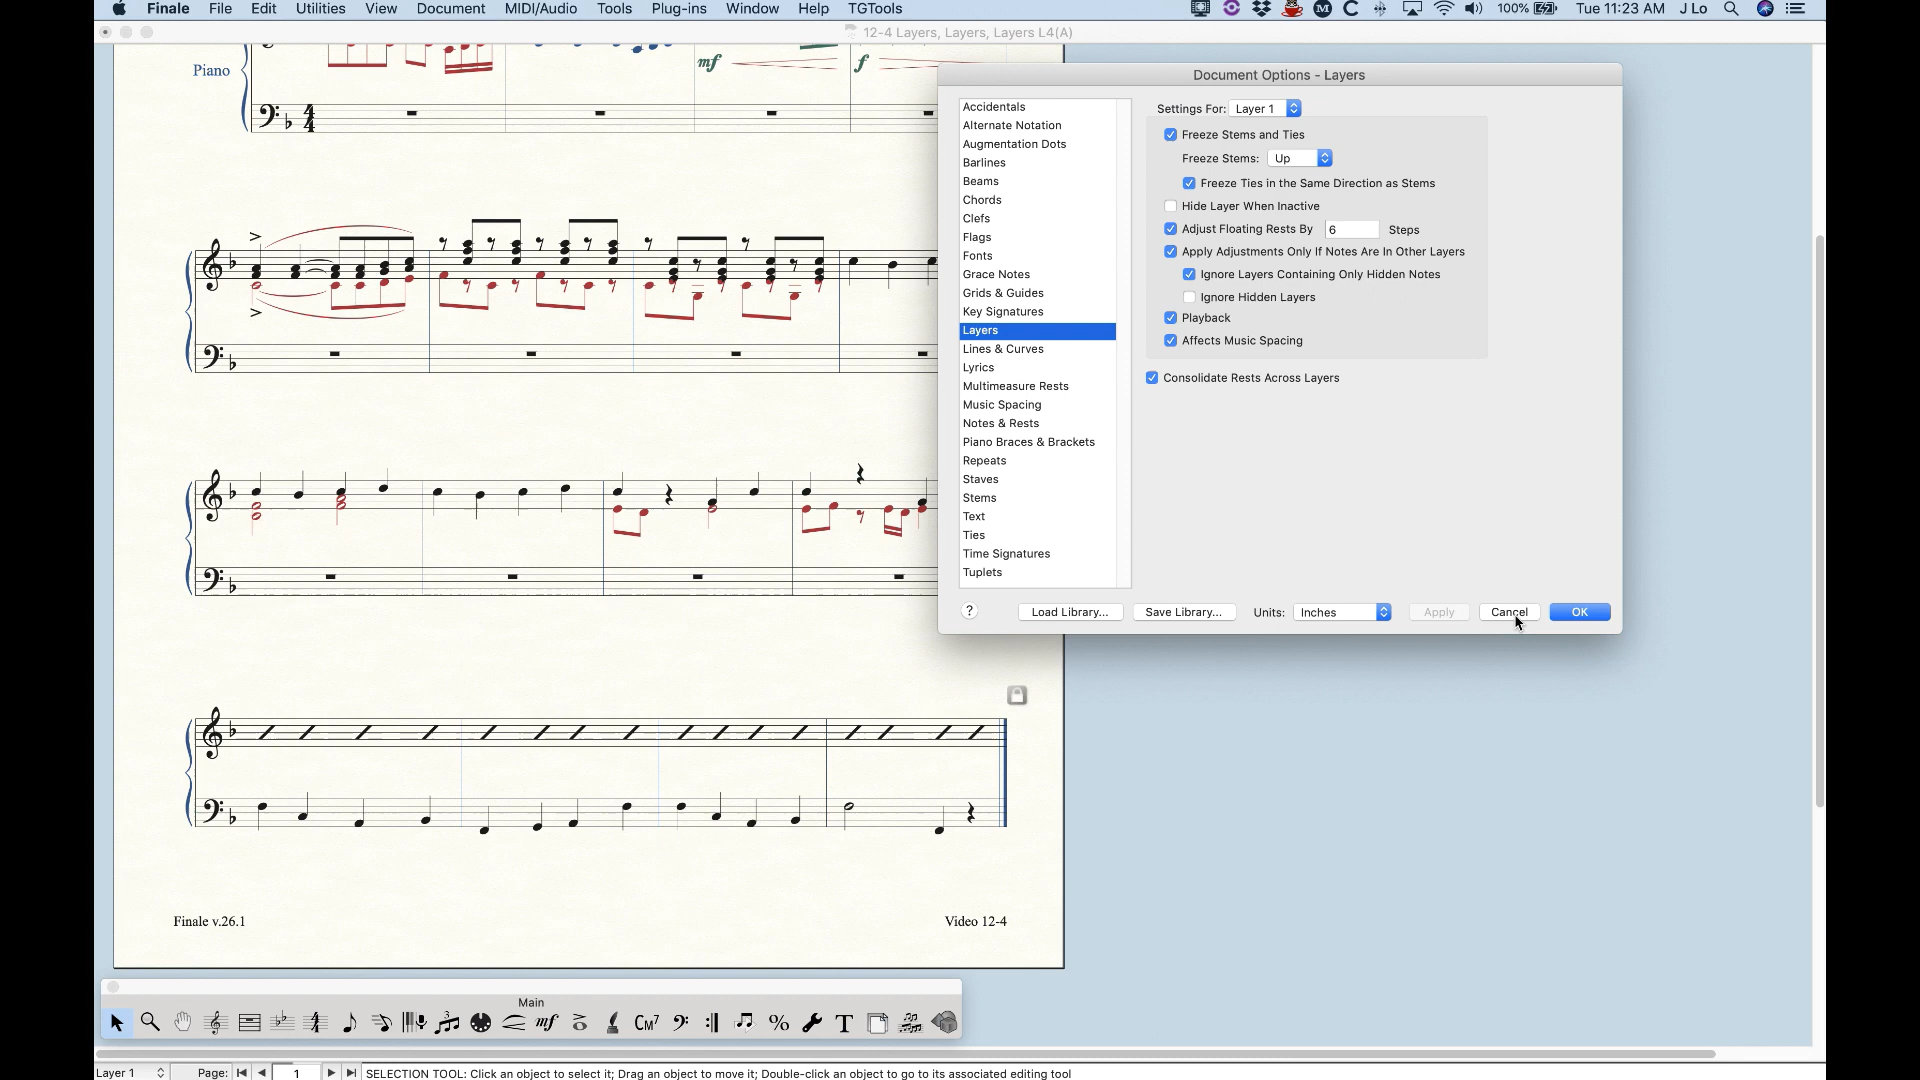 Finale File Edit Utilities View Document MIDI/Audio Tools Plug-ins Window Help TGTools 100% Tue 11:23 AM J Lo
12-4 Layers, Layers, Layers L4(A)
Piano
mf
f
Document Options - Layers
Accidentals
Alternate Notation
Augmentation Dots
Barlines
Beams
Chords
Clefs
Flags
Fonts
Grace Notes
Grids & Guides
Key Signatures
Layers
Lines & Curves
Lyrics
Multimeasure Rests
Music Spacing
Notes & Rests
Piano Braces & Brackets
Repeats
Staves
Stems
Text
Ties
Time Signatures
Tuplets
Settings For: Layer 1
Freeze Stems and Ties
Freeze Stems: Up
Freeze Ties in the Same Direction as Stems
Hide Layer When Inactive
Adjust Floating Rests By 6 Steps
Apply Adjustments Only If Notes Are In Other Layers
Ignore Layers Containing Only Hidden Notes
Ignore Hidden Layers
Playback
Affects Music Spacing
Consolidate Rests Across Layers
? Load Library... Save Library... Units: Inches Apply Cancel OK
Finale v.26.1
Video 12-4
Main
mf CM7 % T
Layer 1 Page: 1 SELECTION TOOL: Click an object to select it; Drag an object to move it; Double-click an object to go to its associated editing tool